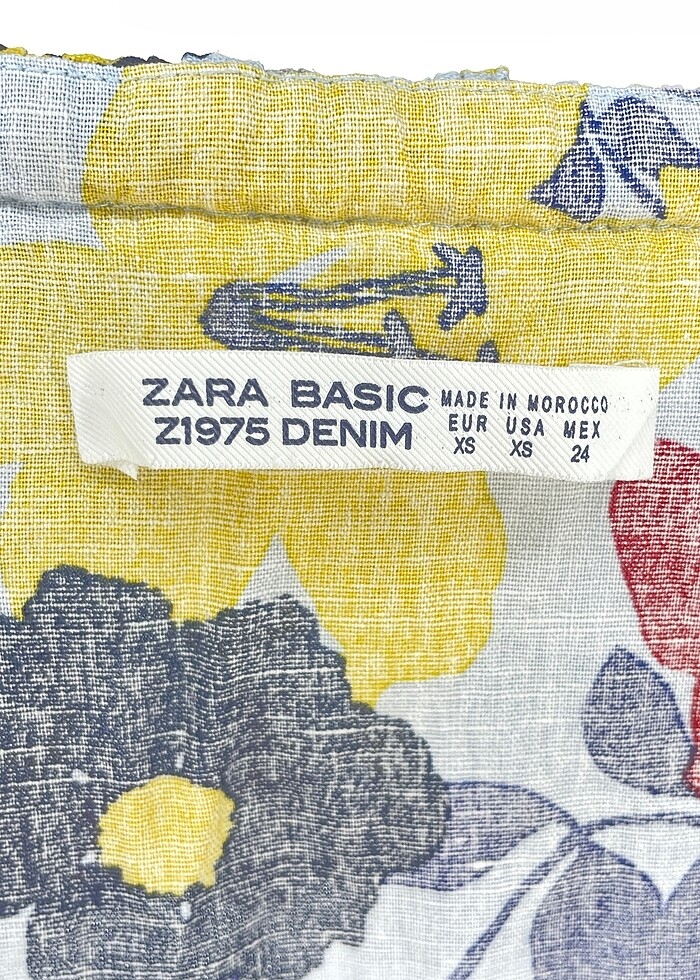 ZARA BASIC
Z1975 DENIM
MADE IN MOROCCO
EUR USA MEX
XS XS 24